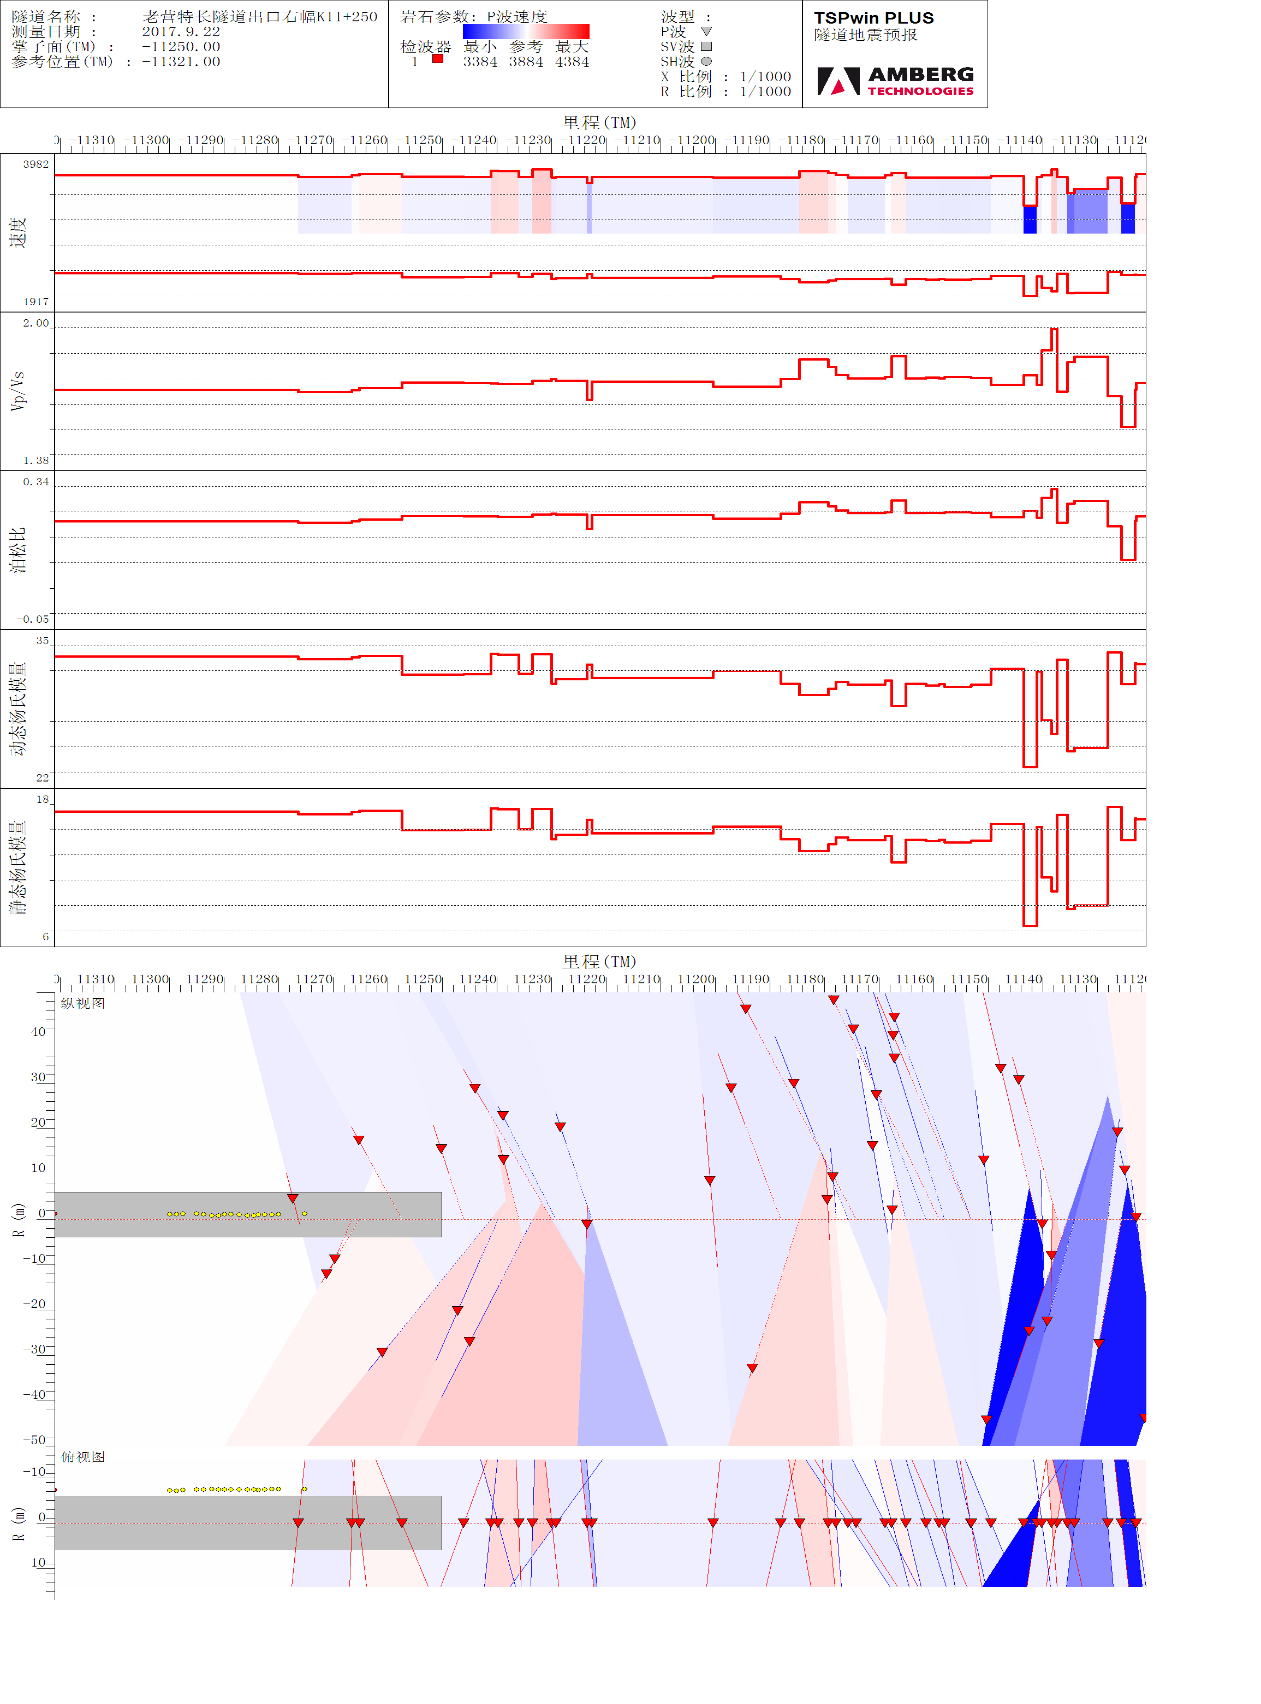 隧道名称 : 老营特长隧道出口右幅K11+250
测量日期 : 2017.9.22
掌子面(TM) : -11250.00
参考位置(TM) : -11321.00
岩石参数: P波速度
检波器 最小 参考 最大
1 3384 3884 4384
波型 :
P波
SV波
SH波
X 比例 : 1/1000
R 比例 : 1/1000
TSPwin PLUS
隧道地震预报
AMBERG
TECHNOLOGIES
里程(TM)
0 11310 11300 11290 11280 11270 11260 11250 11240 11230 11220 11210 11200 11190 11180 11170 11160 11150 11140 11130 1112
3982
速度
1917
2.00
Vp/Vs
1.38
0.34
泊松比
-0.05
35
动态杨氏模量
22
18
静态杨氏模量
6
里程(TM)
0 11310 11300 11290 11280 11270 11260 11250 11240 11230 11220 11210 11200 11190 11180 11170 11160 11150 11140 11130 1112
纵视图
40
30
20
10
0
R (m)
-10
-20
-30
-40
-50
俯视图
-10
0
R (m)
10